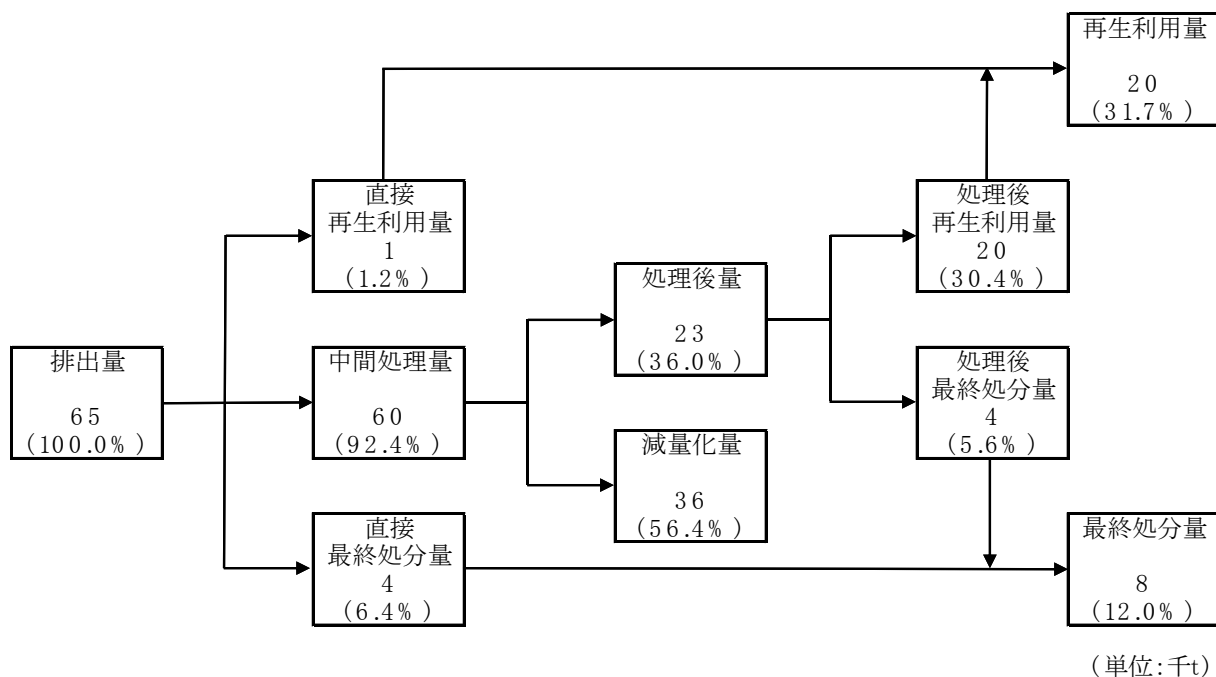 再生利用量
20
(31.7%)
直接
再生利用量
1
(1.2%)
処理後
再生利用量
20
(30.4%)
処理後量
23
(36.0%)
排出量
65
(100.0%)
中間処理量
60
(92.4%)
処理後
最終処分量
4
(5.6%)
減量化量
36
(56.4%)
直接
最終処分量
4
(6.4%)
最終処分量
8
(12.0%)
(単位:千t)